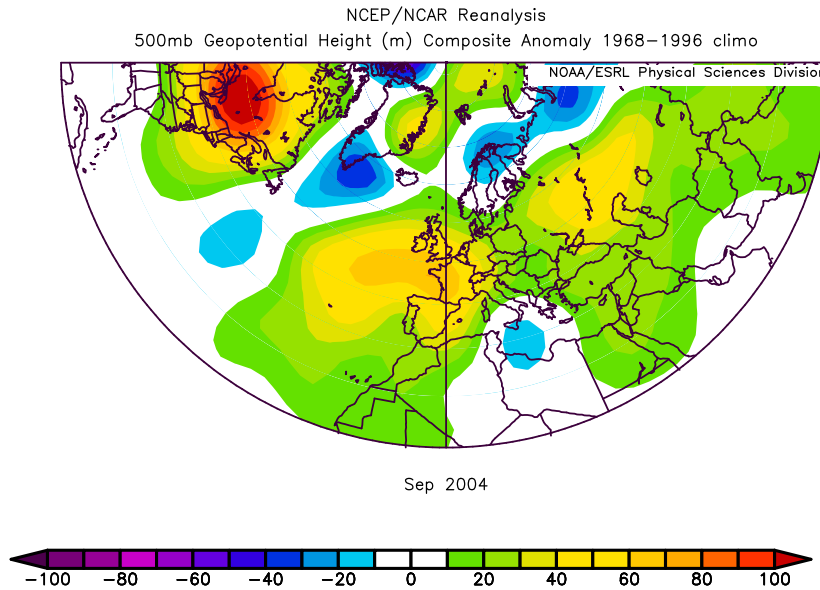 NCEP/NCAR Reanalysis
500mb Geopotential Height (m) Composite Anomaly 1968−1996 climo
NOAA/ESRL Physical Sciences Division
Sep 2004
−100 −80 −60 −40 −20 0 20 40 60 80 100